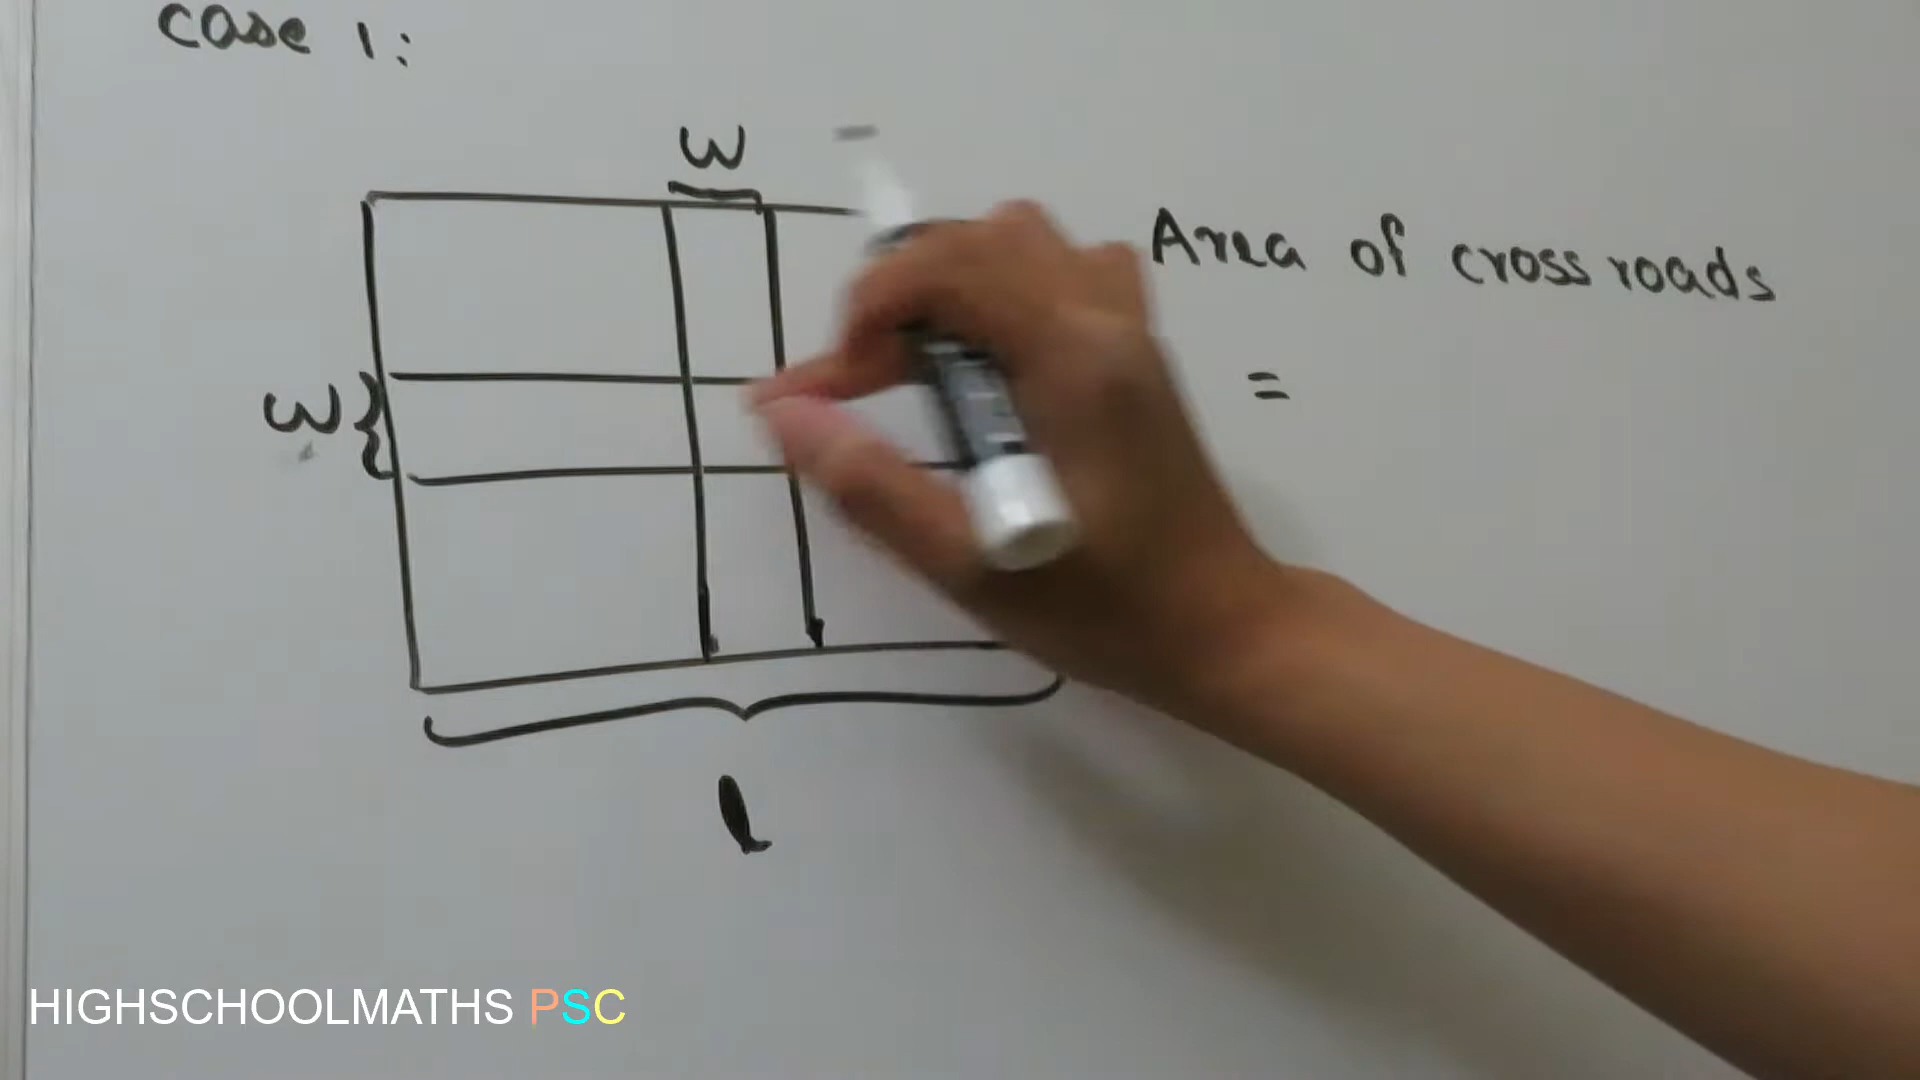 case 1:
w
Area of cross roads
=
w
l
HIGHSCHOOLMATHS PSC